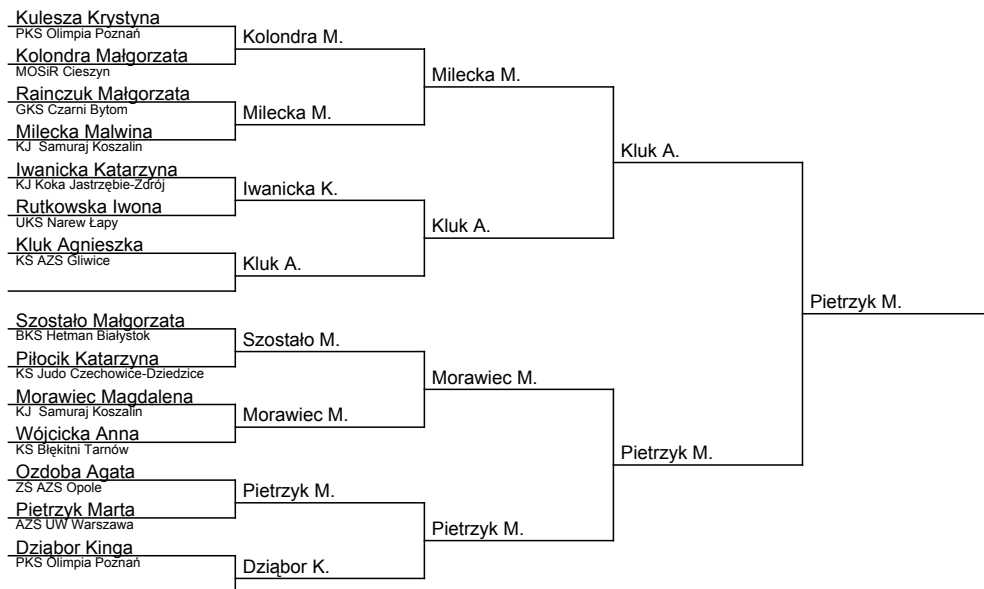 Kulesza Krystyna
PKS Olimpia Poznań
Kolondra M.
Kolondra Małgorzata
MOSiR Cieszyn
Milecka M.
Rainczuk Małgorzata
GKS Czarni Bytom
Milecka M.
Milecka Malwina
KJ Samuraj Koszalin
Kluk A.
Iwanicka Katarzyna
KJ Koka Jastrzębie-Zdrój
Iwanicka K.
Rutkowska Iwona
UKS Narew Łapy
Kluk A.
Kluk Agnieszka
KŚ AZS Gliwice
Kluk A.
Pietrzyk M.
Szostało Małgorzata
BKS Hetman Białystok
Szostało M.
Piłocik Katarzyna
KS Judo Czechowice-Dziedzice
Morawiec M.
Morawiec Magdalena
KJ Samuraj Koszalin
Morawiec M.
Wójcicka Anna
KS Błękitni Tarnów
Pietrzyk M.
Ozdoba Agata
ZŚ AZS Opole
Pietrzyk M.
Pietrzyk Marta
AZS UW Warszawa
Pietrzyk M.
Dziąbor Kinga
PKS Olimpia Poznań
Dziąbor K.